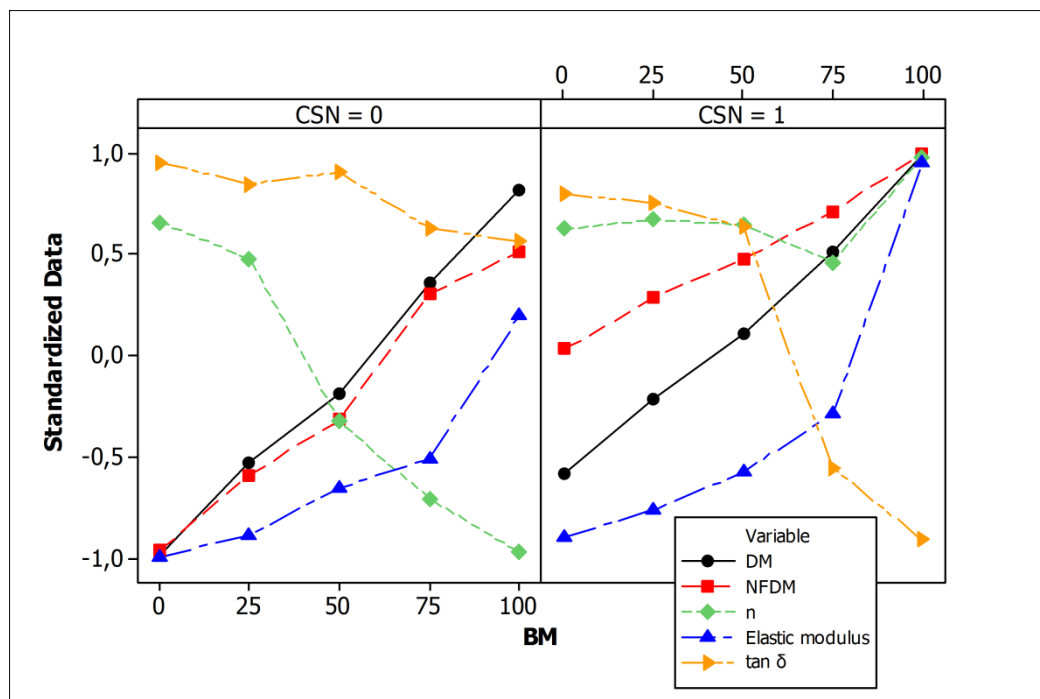 0 25 50 75 100
CSN = 0 CSN = 1
1,0
0,5
0,0
-0,5
-1,0
Standardized Data
0 25 50 75 100
BM
Variable
DM
NFDM
n
Elastic modulus
tan δ